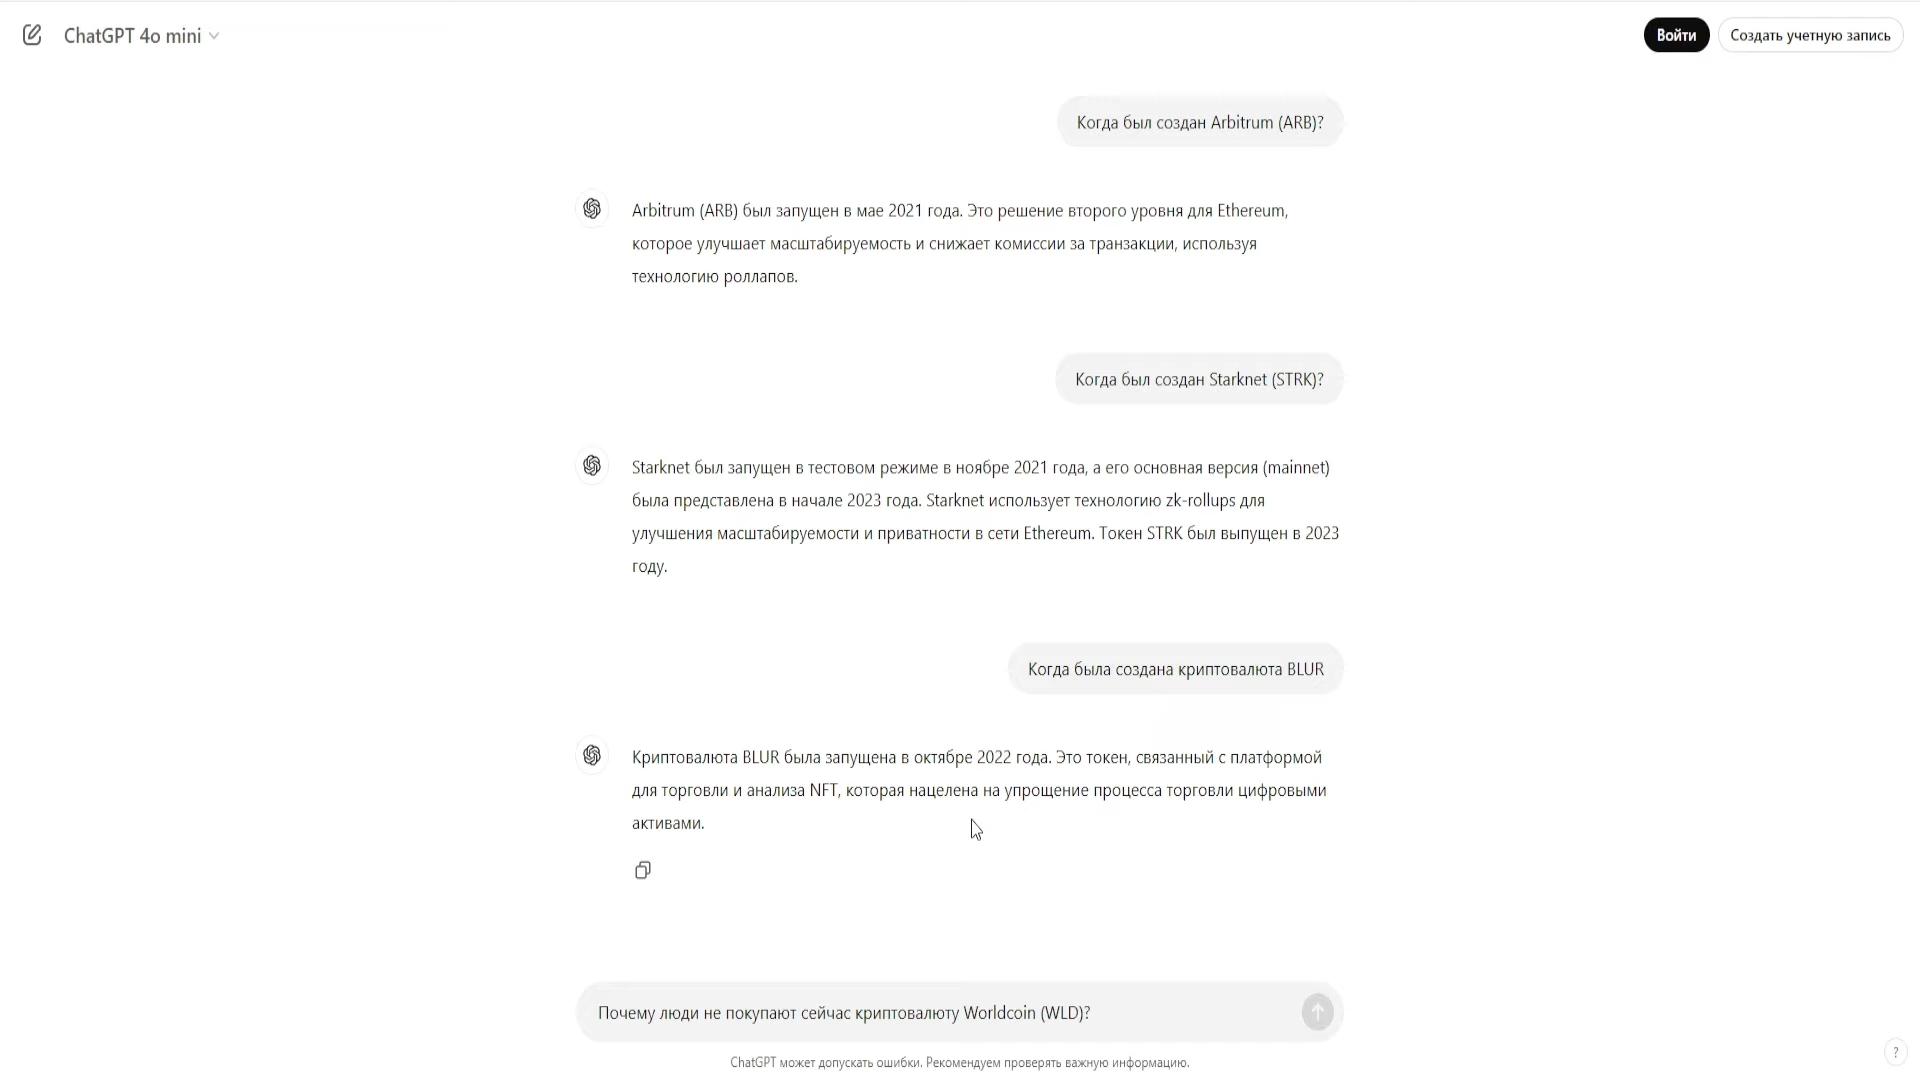 ChatGPT 4o mini
Войти
Создать учетную запись
Когда был создан Arbitrum (ARB)?
Arbitrum (ARB) был запущен в мае 2021 года. Это решение второго уровня для Ethereum,
которое улучшает масштабируемость и снижает комиссии за транзакции, используя
технологию роллапов.
Когда был создан Starknet (STRK)?
Starknet был запущен в тестовом режиме в ноябре 2021 года, а его основная версия (mainnet)
была представлена в начале 2023 года. Starknet использует технологию zk-rollups для
улучшения масштабируемости и приватности в сети Ethereum. Токен STRK был выпущен в 2023
году.
Когда была создана криптовалюта BLUR
Криптовалюта BLUR была запущена в октябре 2022 года. Это токен, связанный с платформой
для торговли и анализа NFT, которая нацелена на упрощение процесса торговли цифровыми
активами.
Почему люди не покупают сейчас криптовалюту Worldcoin (WLD)?
ChatGPT может допускать ошибки. Рекомендуем проверять важную информацию.
?